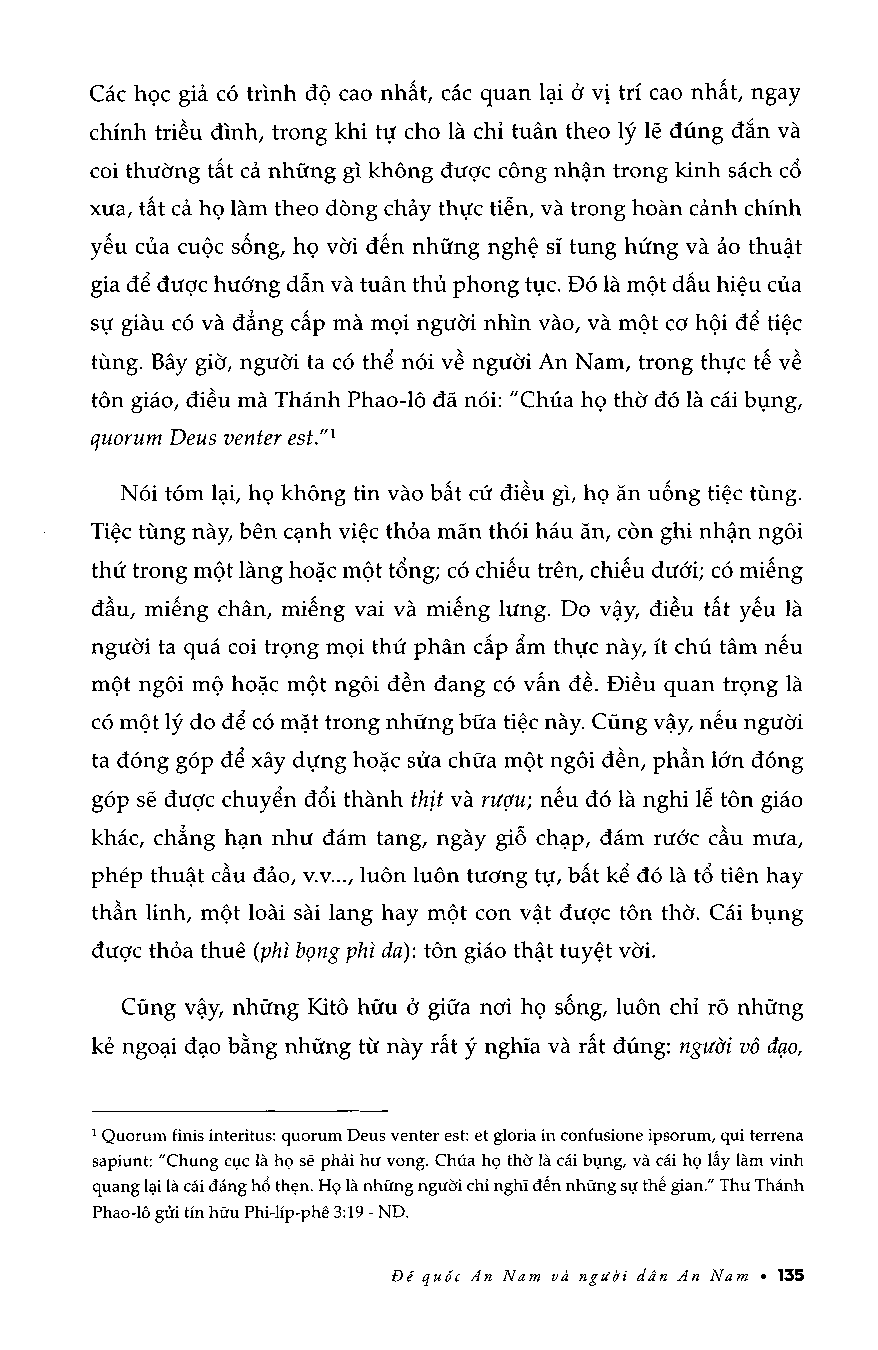 Các học giả có trình độ cao nhất, các quan lại ở vị trí cao nhất, ngay
chính triều đình, trong khi tự cho là chỉ tuân theo lý lẽ đúng đắn và
coi thường tất cả những gì không được công nhận trong kinh sách cổ
xưa, tất cả họ làm theo dòng chảy thực tiễn, và trong hoàn cảnh chính
yếu của cuộc sống, họ vời đến những nghệ sĩ tung hứng và ảo thuật
gia để được hướng dẫn và tuân thủ phong tục. Đó là một dấu hiệu của
sự giàu có và đẳng cấp mà mọi người nhìn vào, và một cơ hội để tiệc
tùng. Bây giờ, người ta có thể nói về người An Nam, trong thực tế về
tôn giáo, điều mà Thánh Phao-lô đã nói: "Chúa họ thờ đó là cái bụng,
quorum Deus venter est."¹
Nói tóm lại, họ không tin vào bất cứ điều gì, họ ăn uống tiệc tùng.
Tiệc tùng này, bên cạnh việc thỏa mãn thói háu ăn, còn ghi nhận ngôi
thứ trong một làng hoặc một tổng; có chiếu trên, chiếu dưới; có miếng
đầu, miếng chân, miếng vai và miếng lưng. Do vậy, điều tất yếu là
người ta quá coi trọng mọi thứ phân cấp ẩm thực này, ít chú tâm nếu
một ngôi mộ hoặc một ngôi đền đang có vấn đề. Điều quan trọng là
có một lý do để có mặt trong những bữa tiệc này. Cũng vậy, nếu người
ta đóng góp để xây dựng hoặc sửa chữa một ngôi đền, phần lớn đóng
góp sẽ được chuyển đổi thành thịt và rượu; nếu đó là nghi lễ tôn giáo
khác, chẳng hạn như đám tang, ngày giỗ chạp, đám rước cầu mưa,
phép thuật cầu đảo, v.v..., luôn luôn tương tự, bất kể đó là tổ tiên hay
thần linh, một loài sài lang hay một con vật được tôn thờ. Cái bụng
được thỏa thuê (phì bọng phì da): tôn giáo thật tuyệt vời.
Cũng vậy, những Kitô hữu ở giữa nơi họ sống, luôn chỉ rõ những
kẻ ngoại đạo bằng những từ này rất ý nghĩa và rất đúng: người vô đạo,
¹ Quorum finis interitus: quorum Deus venter est: et gloria in confusione ipsorum, qui terrena
sapiunt: "Chung cục là họ sẽ phải hư vong. Chúa họ thờ là cái bụng, và cái họ lấy làm vinh
quang lại là cái đáng hổ thẹn. Họ là những người chỉ nghĩ đến những sự thế gian." Thư Thánh
Phao-lô gửi tín hữu Phi-líp-phê 3:19 - ND.
Đế quốc An Nam và người dân An Nam • 135